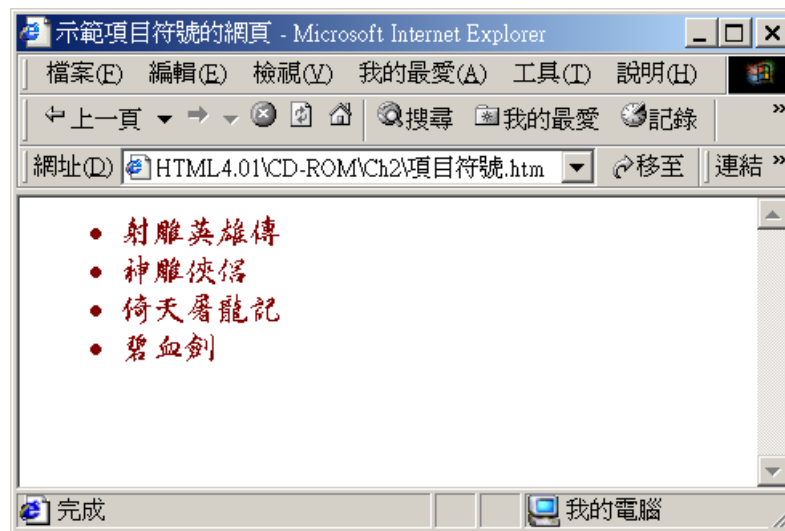 示範項目符號的網頁 - Microsoft Internet Explorer
檔案(F) 編輯(E) 檢視(V) 我的最愛(A) 工具(T) 說明(H)
上一頁 搜尋 我的最愛 記錄 »
網址(D) HTML4.01\CD-ROM\Ch2\項目符號.htm 移至 連結 »
• 射雕英雄傳
• 神雕俠侶
• 倚天屠龍記
• 碧血劍
完成 我的電腦